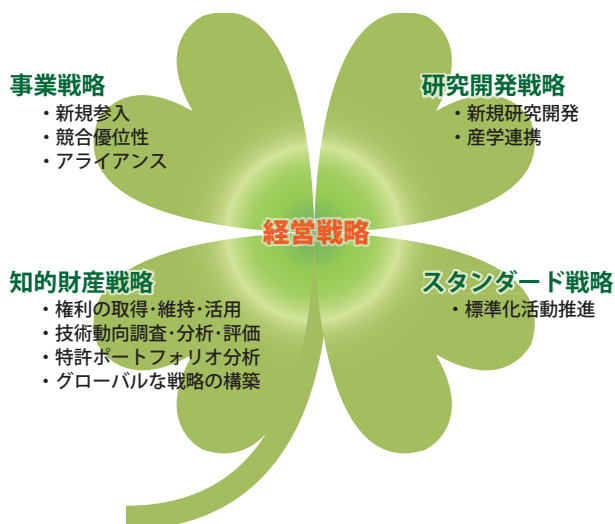 事業戦略
・新規参入
・競合優位性
・アライアンス
研究開発戦略
・新規研究開発
・産学連携
経営戦略
知的財産戦略
・権利の取得・維持・活用
・技術動向調査・分析・評価
・特許ポートフォリオ分析
・グローバルな戦略の構築
スタンダード戦略
・標準化活動推進